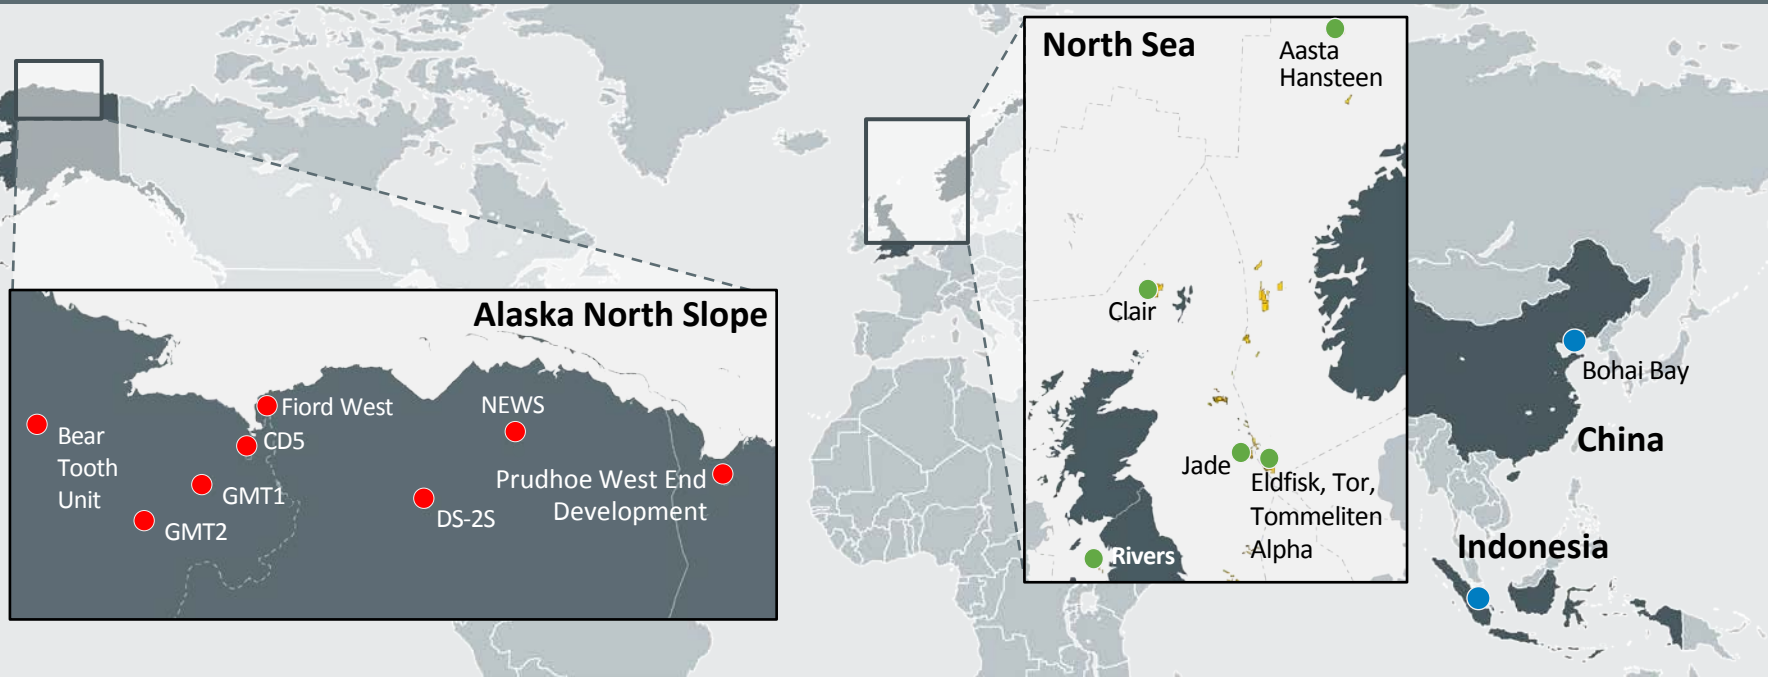 North Sea
Aasta
Hansteen
Clair
Jade
Eldfisk, Tor,
Tommeliten
Alpha
Rivers
Alaska North Slope
Fiord West
NEWS
Bear
Tooth
Unit
CD5
GMT1
GMT2
DS-2S
Prudhoe West End
Development
Bohai Bay
China
Indonesia